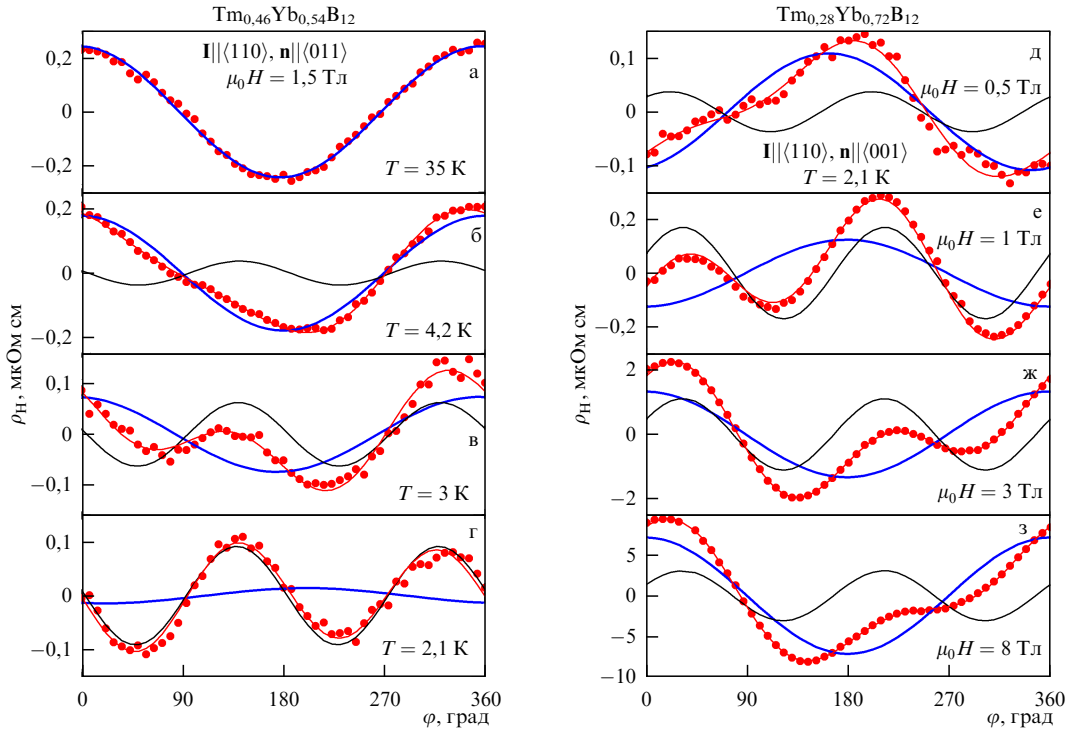 Tm0,46Yb0,54B12
0,2
0
−0,2
I||⟨110⟩, n||⟨011⟩
μ0H = 1,5 Тл
а
T = 35 К
0,2
0
−0,2
б
T = 4,2 К
0,1
0
−0,1
в
T = 3 К
0,1
0
−0,1
г
T = 2,1 К
0 90 180 270 360
φ, град
ρH, мкОм см
Tm0,28Yb0,72B12
0,1
0
−0,1
д
μ0H = 0,5 Тл
I||⟨110⟩, n||⟨001⟩
T = 2,1 К
0,2
0
−0,2
е
μ0H = 1 Тл
2
0
−2
ж
μ0H = 3 Тл
5
0
−5
−10
з
μ0H = 8 Тл
0 90 180 270 360
φ, град
ρH, мкОм см